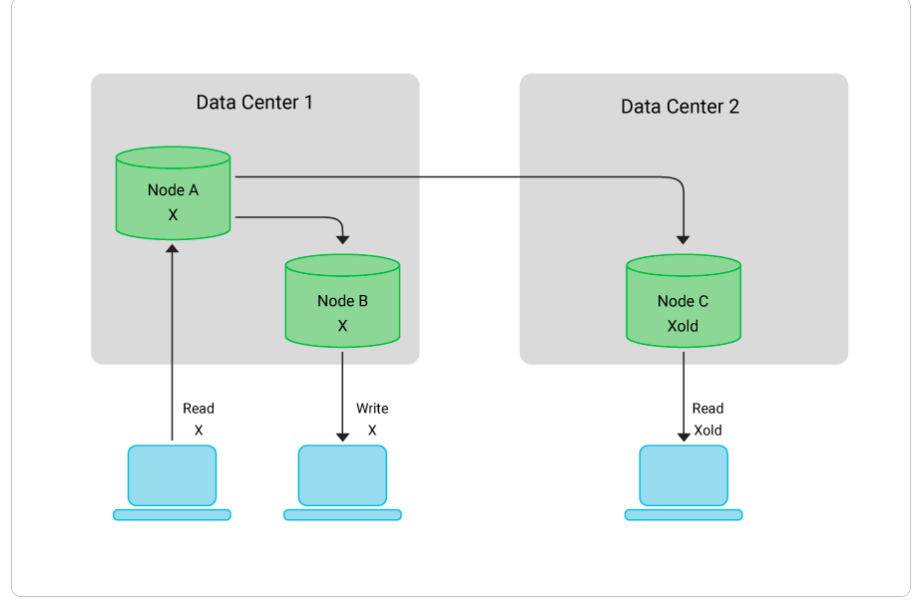 Data Center 1
Data Center 2
Node A
X
Node B
X
Node C
Xold
Read
X
Write
X
Read
Xold